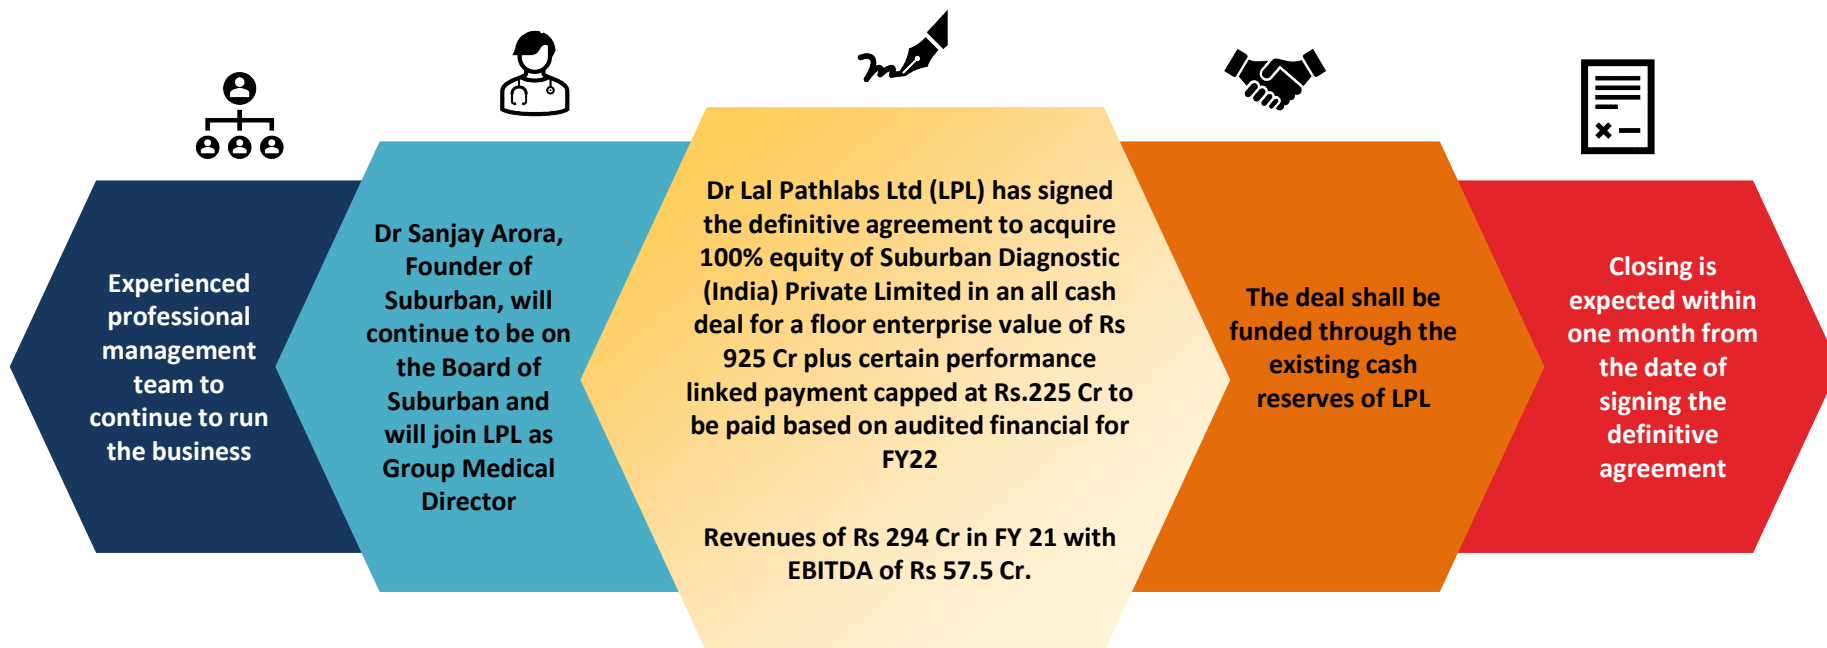 Experienced
professional
management
team to
continue to run
the business
Dr Sanjay Arora,
Founder of
Suburban, will
continue to be on
the Board of
Suburban and
will join LPL as
Group Medical
Director
Dr Lal Pathlabs Ltd (LPL) has signed
the definitive agreement to acquire
100% equity of Suburban Diagnostic
(India) Private Limited in an all cash
deal for a floor enterprise value of Rs
925 Cr plus certain performance
linked payment capped at Rs.225 Cr to
be paid based on audited financial for
FY22
Revenues of Rs 294 Cr in FY 21 with
EBITDA of Rs 57.5 Cr.
The deal shall be
funded through the
existing cash
reserves of LPL
Closing is
expected within
one month from
the date of
signing the
definitive
agreement